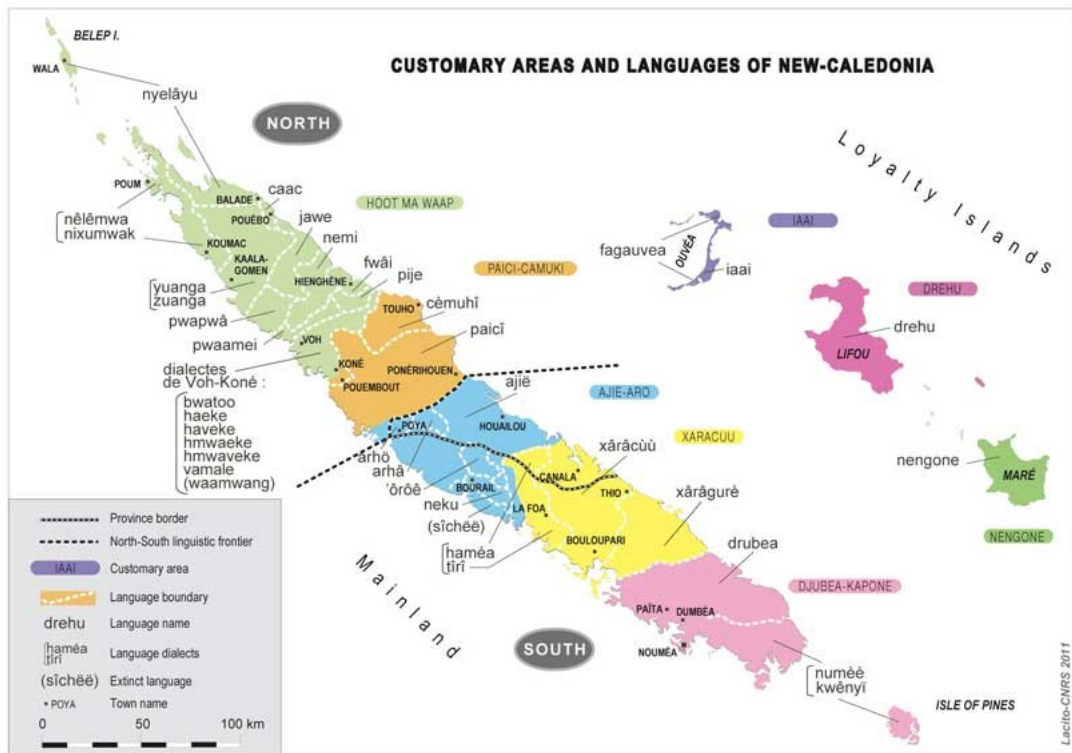 CUSTOMARY AREAS AND LANGUAGES OF NEW-CALEDONIA
BELEP I.
WALA
nyelâyu
NORTH
Loyalty Islands
POUM
BALADE
caac
POUÉBO
HOOT MA WAAP
jawe
nêlêmwa
nixumwak
KOUMAC
nemi
IAAI
fagauvea
OUVÉA
iaai
KAALA-
GOMEN
fwâi
pije
PAICI-CAMUKI
HIENGHÈNE
yuanga
zuanga
TOUHO
cèmuhî
DREHU
drehu
pwapwâ
paicî
pwaamei
VOH
LIFOU
dialectes
de Voh-Koné :
KONÉ
PONÉRIHOUEN
POUEMBOUT
ajië
AJIE-ARO
bwatoo
haeke
haveke
hmwaeke
hmwaveke
vamale
(waamwang)
POYA
HOUAILOU
XARACUU
xârâcùù
ârhö
arhâ
nengone
MARÉ
'ôrôê
CANALA
BOURAIL
THIO
xârâgurè
neku
LA FOA
(sîchëë)
NENGONE
haméa
tîrî
BOULOUPARI
drubea
Mainland
DJUBEA-KAPONE
PAÏTA
DUMBÉA
SOUTH
NOUMÉA
numèè
kwênyï
ISLE OF PINES
Province border
North-South linguistic frontier
IAAI
Customary area
Language boundary
drehu
Language name
haméa
tîrî
Language dialects
(sîchëë)
Extinct language
POYA
Town name
0 50 100 km
Lacito-CNRS 2011